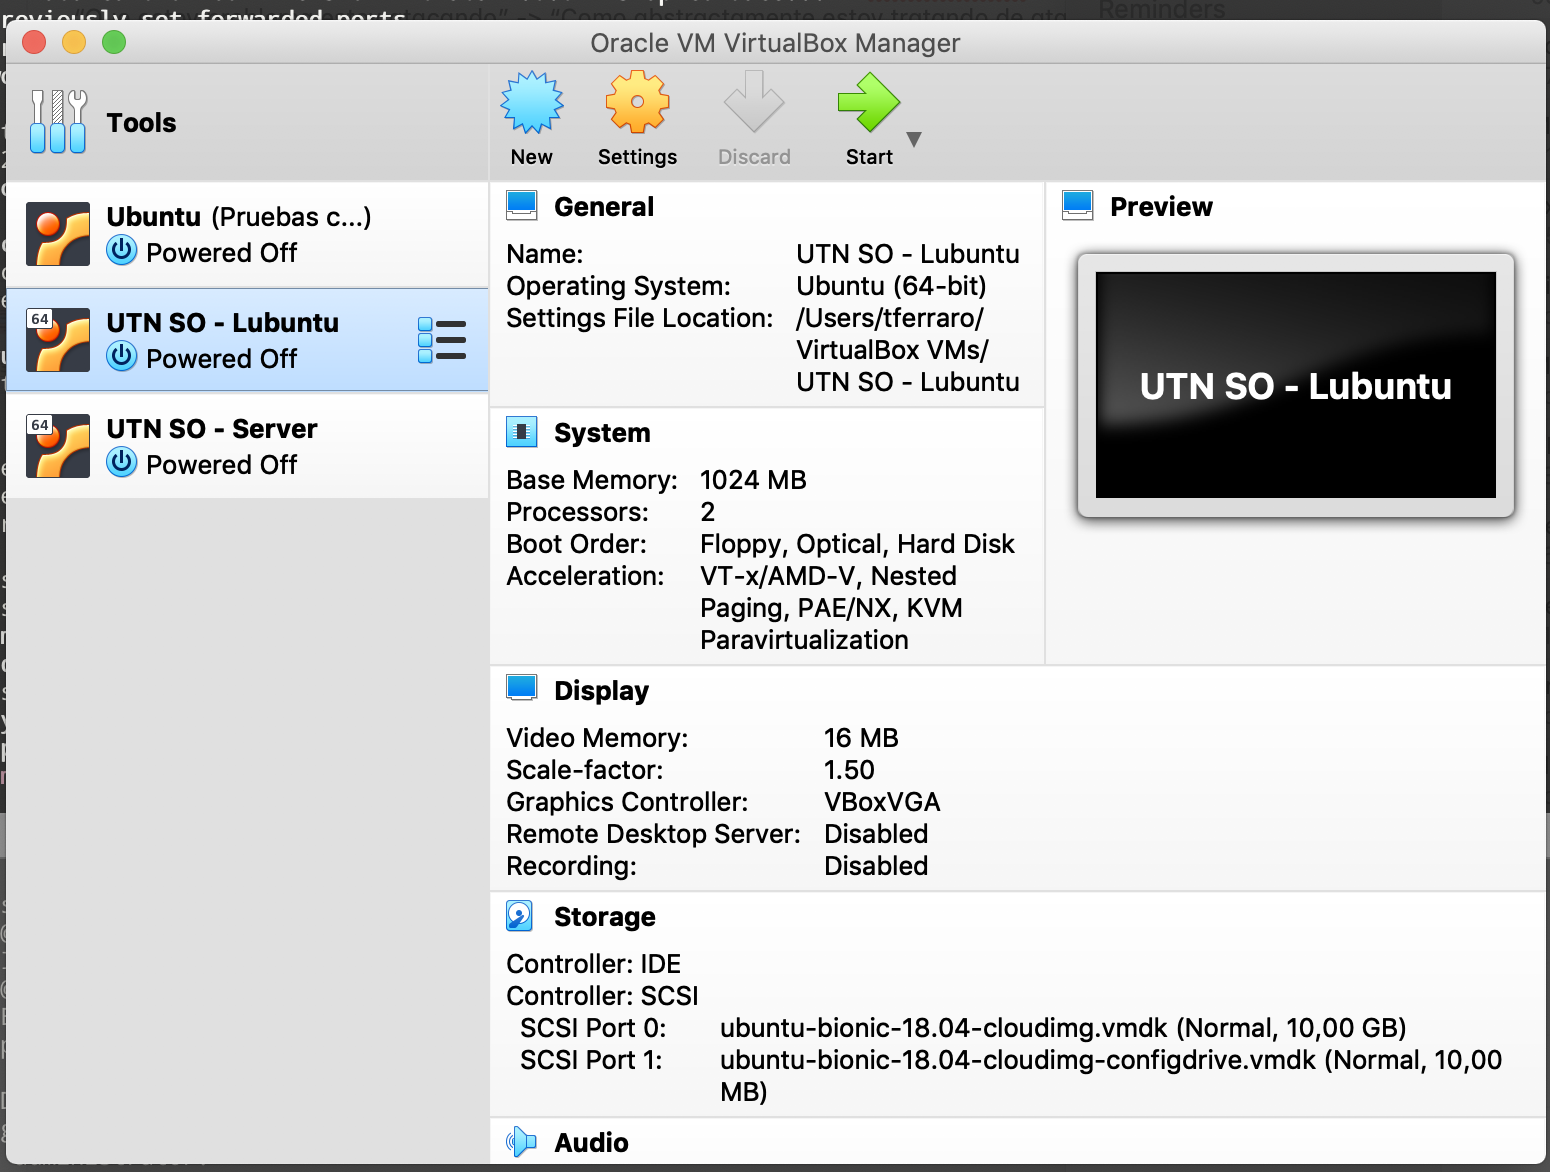 reviously set forwarded ports
Reminders
Oracle VM VirtualBox Manager
Tools
New
Settings
Discard
Start
Ubuntu (Pruebas c...)
Powered Off
64
UTN SO - Lubuntu
Powered Off
64
UTN SO - Server
Powered Off
General
Name: UTN SO - Lubuntu
Operating System: Ubuntu (64-bit)
Settings File Location: /Users/tferraro/
VirtualBox VMs/
UTN SO - Lubuntu
Preview
UTN SO - Lubuntu
System
Base Memory: 1024 MB
Processors: 2
Boot Order: Floppy, Optical, Hard Disk
Acceleration: VT-x/AMD-V, Nested
Paging, PAE/NX, KVM
Paravirtualization
Display
Video Memory: 16 MB
Scale-factor: 1.50
Graphics Controller: VBoxVGA
Remote Desktop Server: Disabled
Recording: Disabled
Storage
Controller: IDE
Controller: SCSI
SCSI Port 0: ubuntu-bionic-18.04-cloudimg.vmdk (Normal, 10,00 GB)
SCSI Port 1: ubuntu-bionic-18.04-cloudimg-configdrive.vmdk (Normal, 10,00
MB)
Audio